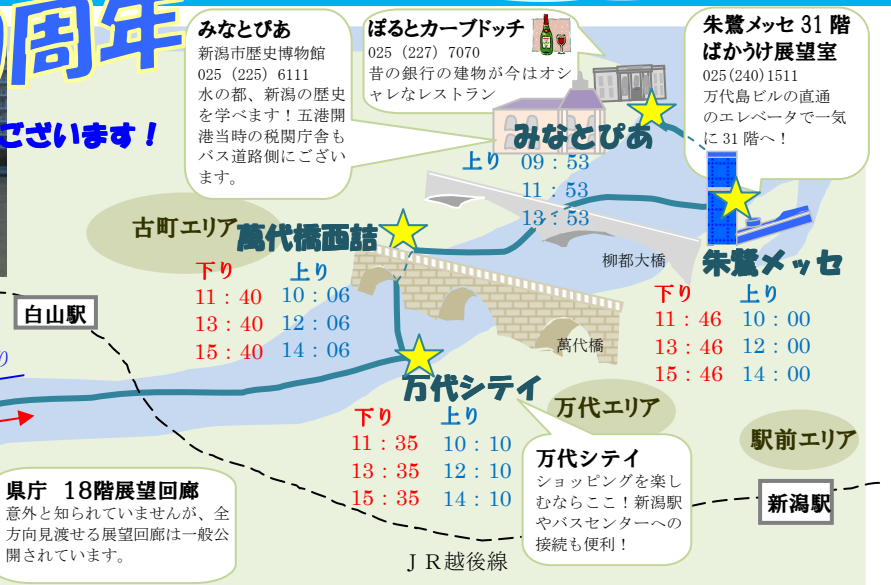 周年
ございます！
みなとぴあ
新潟市歴史博物館
025（225）6111
水の都、新潟の歴史
を学べます！五港開
港当時の税関庁舎も
バス道路側にござい
ます。
ぽるとカーブドッチ
025（227）7070
昔の銀行の建物が今はオシ
ャレなレストラン
朱鷺メッセ 31 階
ばかうけ展望室
025(240)1511
万代島ビルの直通
のエレベータで一気
に 31 階へ！
みなとぴあ
上り 09：53
11：53
13：53
古町エリア
萬代橋西詰
下り 上り
11：40 10：06
13：40 12：06
15：40 14：06
柳都大橋
朱鷺メッセ
下り 上り
11：46 10：00
13：46 12：00
15：46 14：00
白山駅
萬代橋
万代シテイ
下り 上り
11：35 10：10
13：35 12：10
15：35 14：10
万代エリア
駅前エリア
万代シテイ
ショッピングを楽し
むならここ！新潟駅
やバスセンターへの
接続も便利！
新潟駅
県庁 18階展望回廊
意外と知られていませんが、全
方向見渡せる展望回廊は一般公
開されています。
ＪＲ越後線